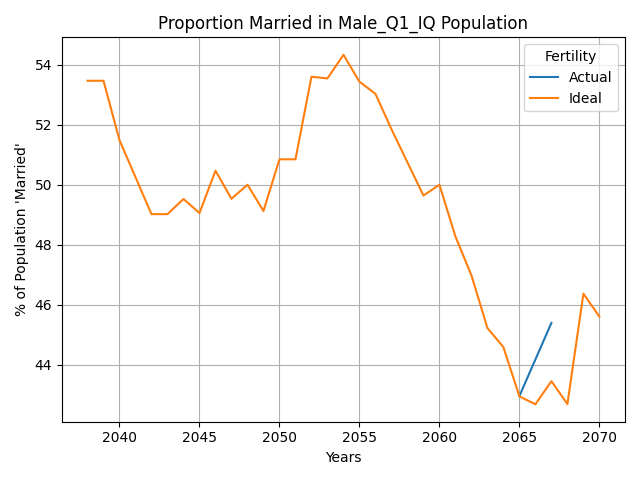 Proportion Married in Male_Q1_IQ Population
% of Population 'Married'
54
52
50
48
46
44
Fertility
Actual
Ideal
2040 2045 2050 2055 2060 2065 2070
Years